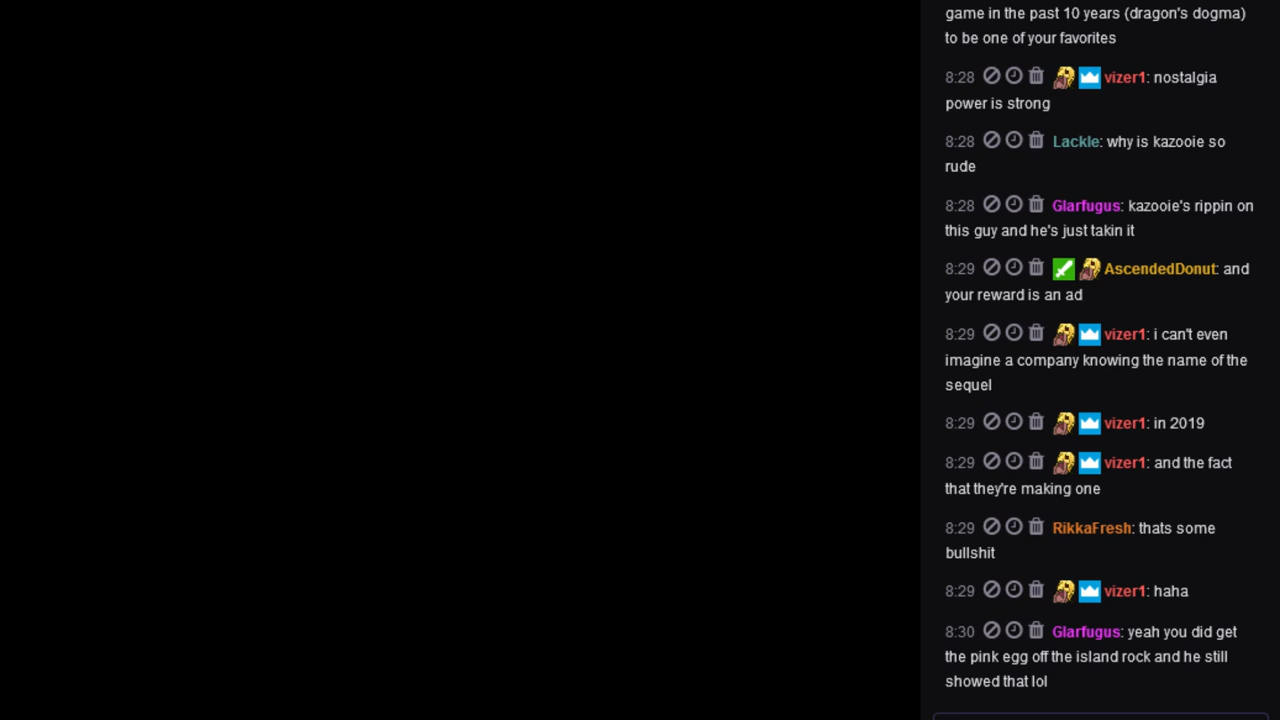 game in the past 10 years (dragon's dogma)
to be one of your favorites
8:28 vizer1: nostalgia
power is strong
8:28 Lackle: why is kazooie so
rude
8:28 Glarfugus: kazooie's rippin on
this guy and he's just takin it
8:29 AscendedDonut: and
your reward is an ad
8:29 vizer1: i can't even
imagine a company knowing the name of the
sequel
8:29 vizer1: in 2019
8:29 vizer1: and the fact
that they're making one
8:29 RikkaFresh: thats some
bullshit
8:29 vizer1: haha
8:30 Glarfugus: yeah you did get
the pink egg off the island rock and he still
showed that lol